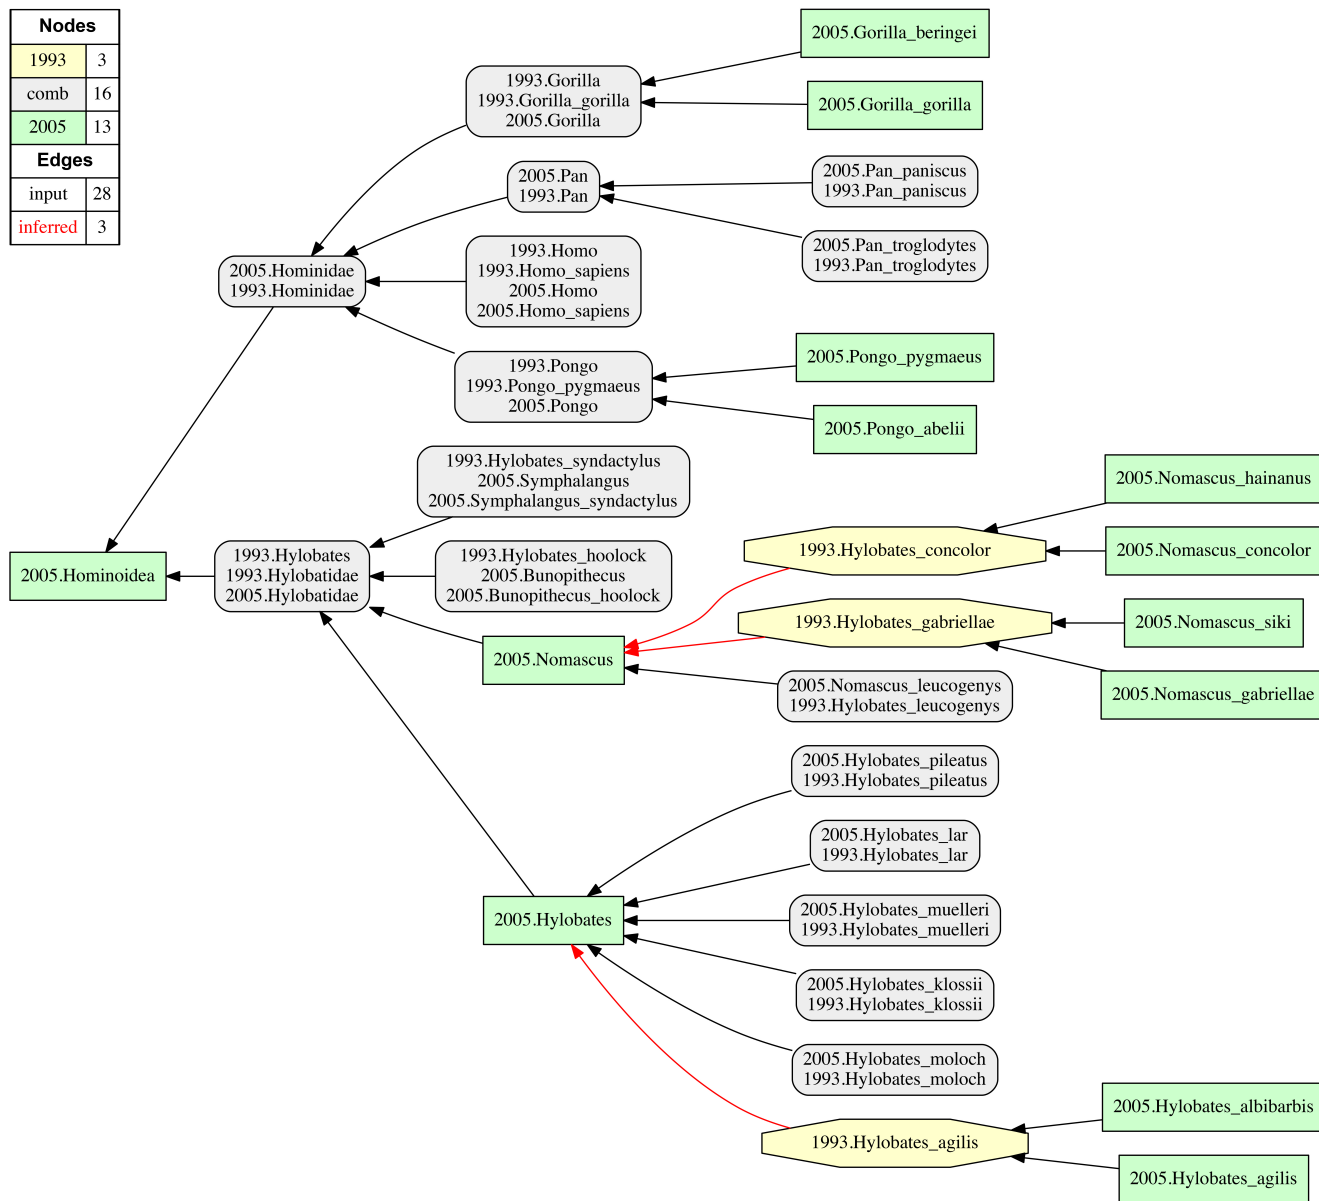 Nodes
1993 3
comb 16
2005 13
Edges
input 28
inferred 3
2005.Gorilla_beringei
1993.Gorilla
1993.Gorilla_gorilla
2005.Gorilla
2005.Gorilla_gorilla
2005.Pan
1993.Pan
2005.Pan_paniscus
1993.Pan_paniscus
2005.Pan_troglodytes
1993.Pan_troglodytes
2005.Hominidae
1993.Hominidae
1993.Homo
1993.Homo_sapiens
2005.Homo
2005.Homo_sapiens
1993.Pongo
1993.Pongo_pygmaeus
2005.Pongo
2005.Pongo_pygmaeus
2005.Pongo_abelii
1993.Hylobates_syndactylus
2005.Symphalangus
2005.Symphalangus_syndactylus
2005.Hominoidea
1993.Hylobates
1993.Hylobatidae
2005.Hylobatidae
1993.Hylobates_hoolock
2005.Bunopithecus
2005.Bunopithecus_hoolock
1993.Hylobates_concolor
2005.Nomascus_hainanus
2005.Nomascus_concolor
1993.Hylobates_gabriellae
2005.Nomascus_siki
2005.Nomascus
2005.Nomascus_leucogenys
1993.Hylobates_leucogenys
2005.Nomascus_gabriellae
2005.Hylobates_pileatus
1993.Hylobates_pileatus
2005.Hylobates_lar
1993.Hylobates_lar
2005.Hylobates
2005.Hylobates_muelleri
1993.Hylobates_muelleri
2005.Hylobates_klossii
1993.Hylobates_klossii
2005.Hylobates_moloch
1993.Hylobates_moloch
2005.Hylobates_albibarbis
1993.Hylobates_agilis
2005.Hylobates_agilis